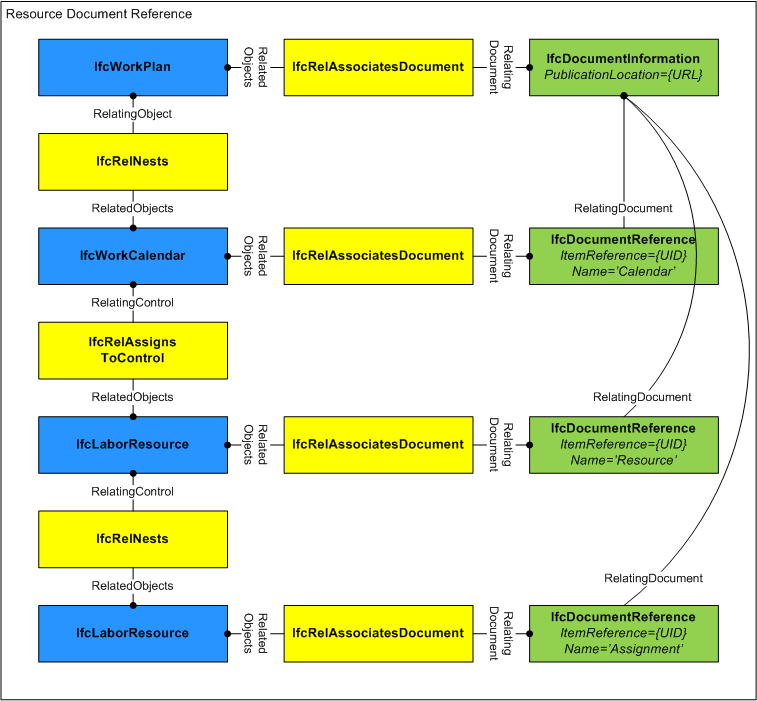 Resource Document Reference
IfcWorkPlan
Related
Objects
IfcRelAssociatesDocument
Relating
Document
IfcDocumentInformation
PublicationLocation={URL}
RelatingObject
IfcRelNests
RelatedObjects
RelatingDocument
IfcWorkCalendar
Related
Objects
IfcRelAssociatesDocument
Relating
Document
IfcDocumentReference
ItemReference={UID}
Name='Calendar'
RelatingControl
IfcRelAssigns
ToControl
RelatedObjects
RelatingDocument
IfcLaborResource
Related
Objects
IfcRelAssociatesDocument
Relating
Document
IfcDocumentReference
ItemReference={UID}
Name='Resource'
RelatingControl
IfcRelNests
RelatedObjects
RelatingDocument
IfcLaborResource
Related
Objects
IfcRelAssociatesDocument
Relating
Document
IfcDocumentReference
ItemReference={UID}
Name='Assignment'